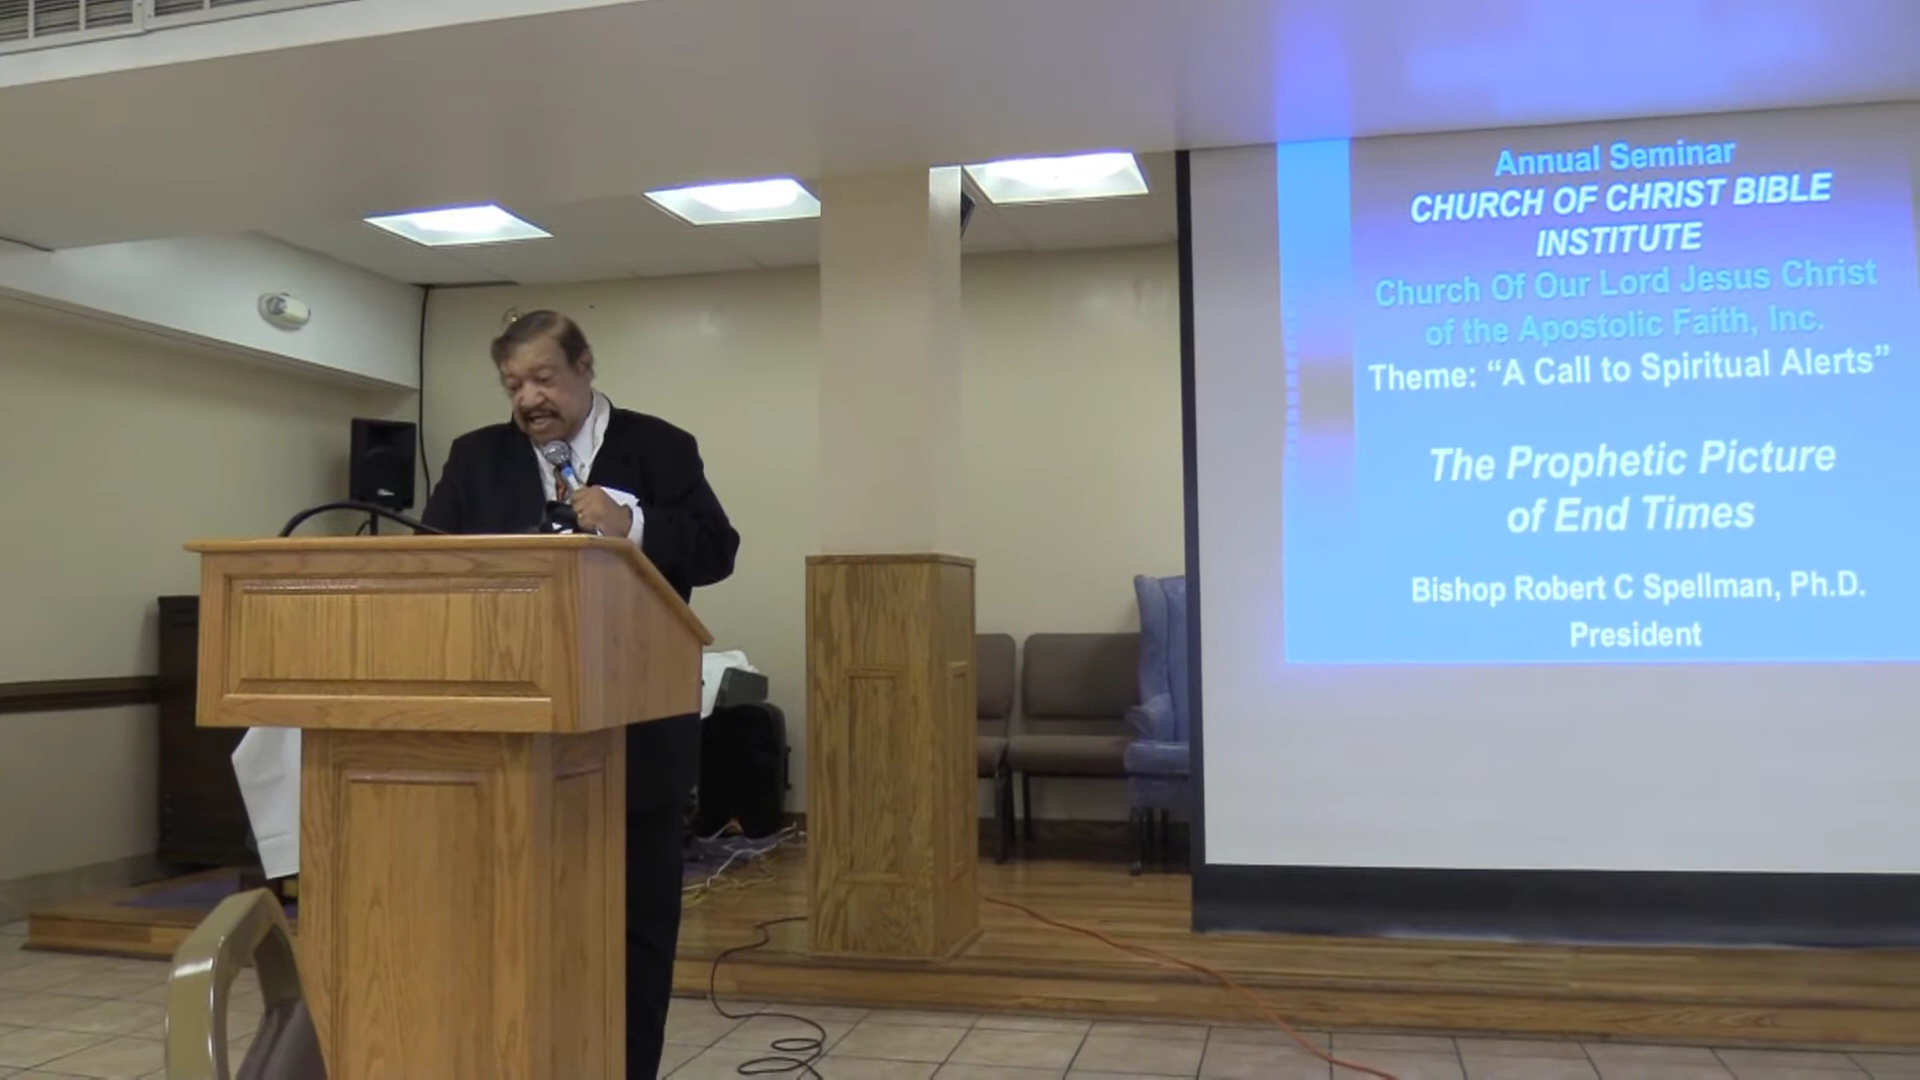 Annual Seminar
CHURCH OF CHRIST BIBLE
INSTITUTE
Church Of Our Lord Jesus Christ
of the Apostolic Faith, Inc.
Theme: “A Call to Spiritual Alerts”
The Prophetic Picture
of End Times
Bishop Robert C Spellman, Ph.D.
President